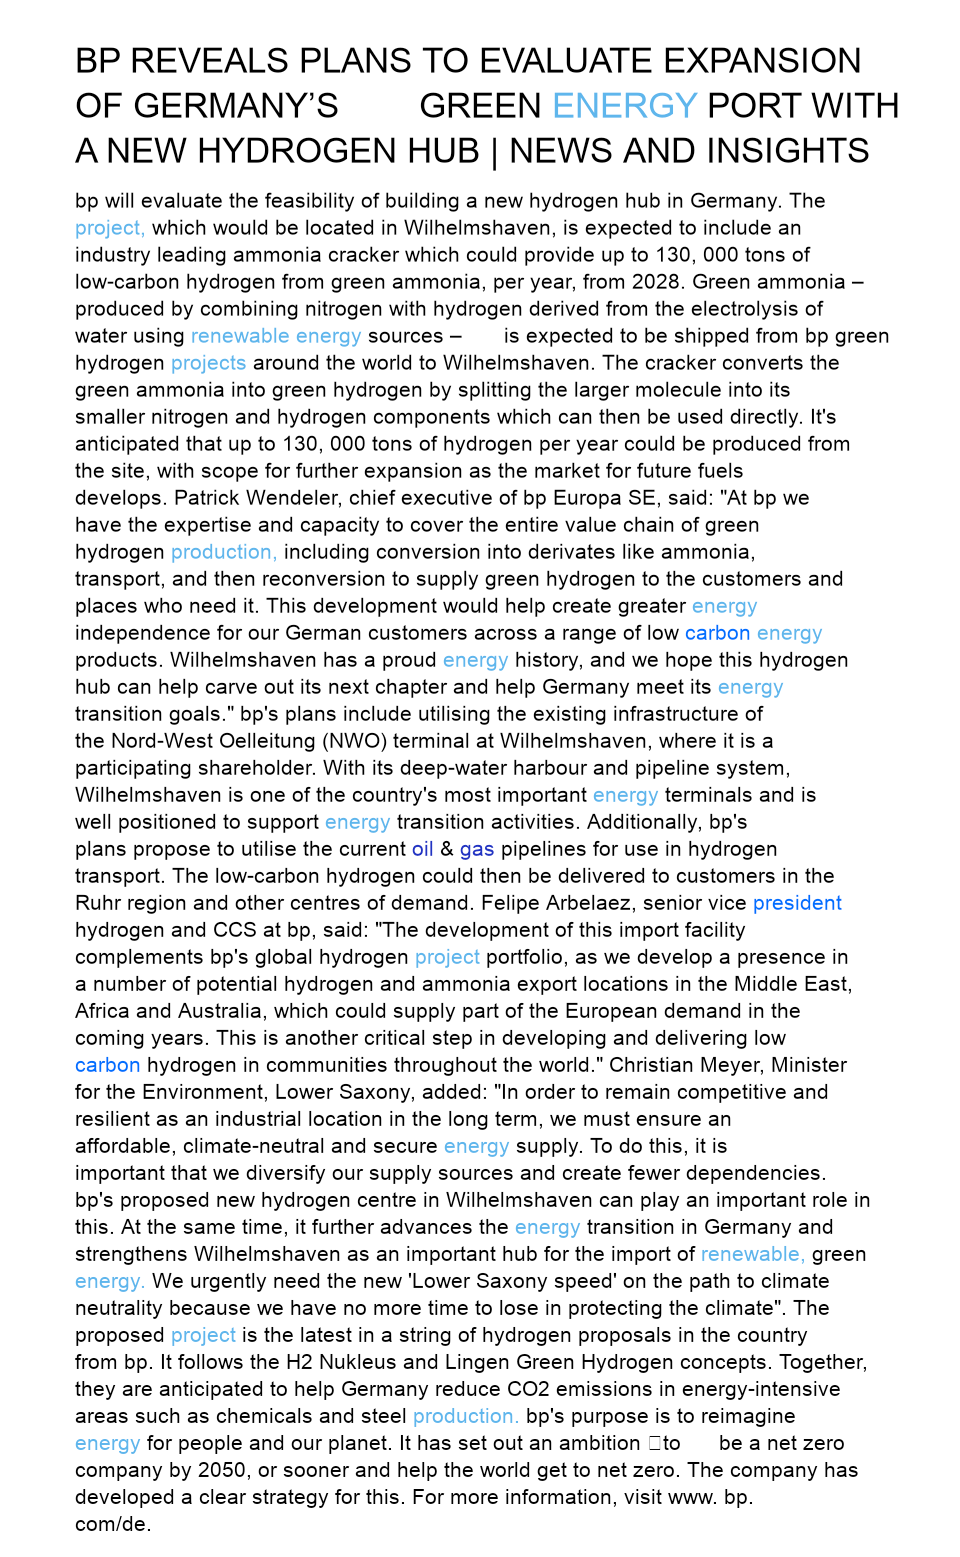 BP REVEALS PLANS TO EVALUATE EXPANSION
OF GERMANY’S GREEN ENERGY PORT WITH
A NEW HYDROGEN HUB | NEWS AND INSIGHTS
bp will evaluate the feasibility of building a new hydrogen hub in Germany. The
project, which would be located in Wilhelmshaven, is expected to include an
industry leading ammonia cracker which could provide up to 130, 000 tons of
low-carbon hydrogen from green ammonia, per year, from 2028. Green ammonia –
produced by combining nitrogen with hydrogen derived from the electrolysis of
water using renewable energy sources – is expected to be shipped from bp green
hydrogen projects around the world to Wilhelmshaven. The cracker converts the
green ammonia into green hydrogen by splitting the larger molecule into its
smaller nitrogen and hydrogen components which can then be used directly. It's
anticipated that up to 130, 000 tons of hydrogen per year could be produced from
the site, with scope for further expansion as the market for future fuels
develops. Patrick Wendeler, chief executive of bp Europa SE, said: "At bp we
have the expertise and capacity to cover the entire value chain of green
hydrogen production, including conversion into derivates like ammonia,
transport, and then reconversion to supply green hydrogen to the customers and
places who need it. This development would help create greater energy
independence for our German customers across a range of low carbon energy
products. Wilhelmshaven has a proud energy history, and we hope this hydrogen
hub can help carve out its next chapter and help Germany meet its energy
transition goals." bp's plans include utilising the existing infrastructure of
the Nord-West Oelleitung (NWO) terminal at Wilhelmshaven, where it is a
participating shareholder. With its deep-water harbour and pipeline system,
Wilhelmshaven is one of the country's most important energy terminals and is
well positioned to support energy transition activities. Additionally, bp's
plans propose to utilise the current oil & gas pipelines for use in hydrogen
transport. The low-carbon hydrogen could then be delivered to customers in the
Ruhr region and other centres of demand. Felipe Arbelaez, senior vice president
hydrogen and CCS at bp, said: "The development of this import facility
complements bp's global hydrogen project portfolio, as we develop a presence in
a number of potential hydrogen and ammonia export locations in the Middle East,
Africa and Australia, which could supply part of the European demand in the
coming years. This is another critical step in developing and delivering low
carbon hydrogen in communities throughout the world." Christian Meyer, Minister
for the Environment, Lower Saxony, added: "In order to remain competitive and
resilient as an industrial location in the long term, we must ensure an
affordable, climate-neutral and secure energy supply. To do this, it is
important that we diversify our supply sources and create fewer dependencies.
bp's proposed new hydrogen centre in Wilhelmshaven can play an important role in
this. At the same time, it further advances the energy transition in Germany and
strengthens Wilhelmshaven as an important hub for the import of renewable, green
energy. We urgently need the new 'Lower Saxony speed' on the path to climate
neutrality because we have no more time to lose in protecting the climate". The
proposed project is the latest in a string of hydrogen proposals in the country
from bp. It follows the H2 Nukleus and Lingen Green Hydrogen concepts. Together,
they are anticipated to help Germany reduce CO2 emissions in energy-intensive
areas such as chemicals and steel production. bp's purpose is to reimagine
energy for people and our planet. It has set out an ambition to be a net zero
company by 2050, or sooner and help the world get to net zero. The company has
developed a clear strategy for this. For more information, visit www. bp.
com/de.